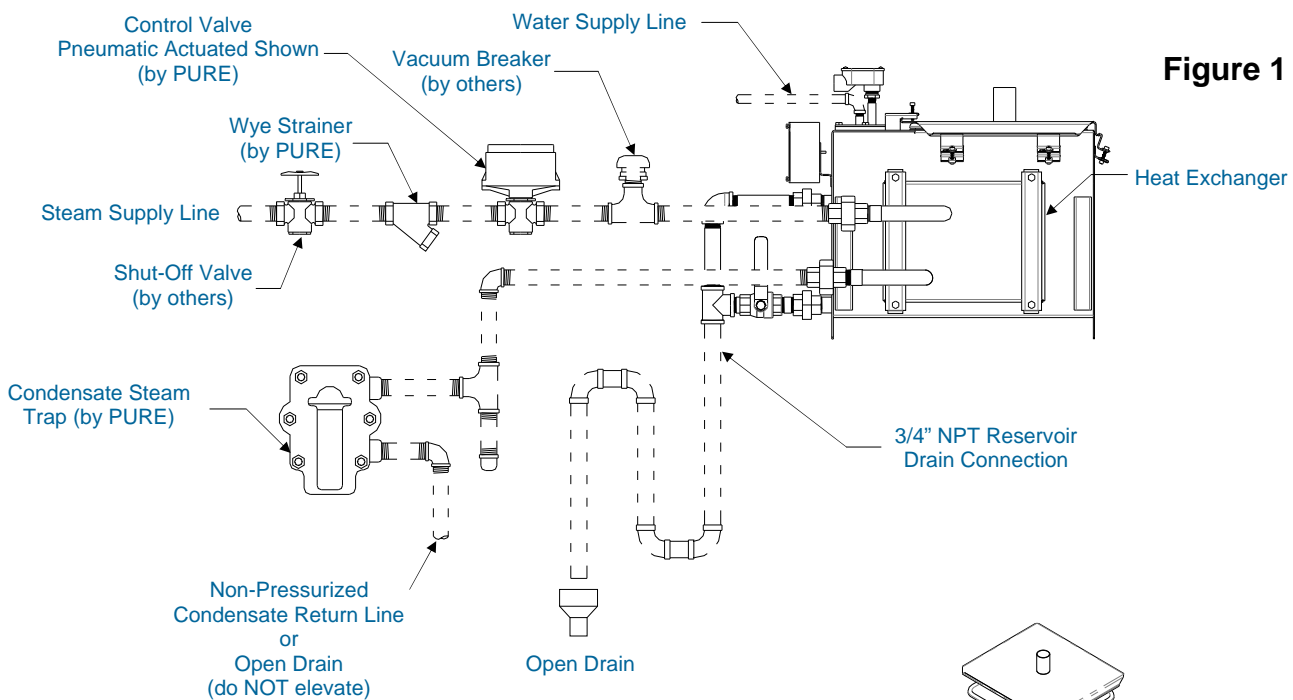 Control Valve
Pneumatic Actuated Shown
(by PURE)
Water Supply Line
Vacuum Breaker
(by others)
Figure 1
Wye Strainer
(by PURE)
Heat Exchanger
Steam Supply Line
Shut-Off Valve
(by others)
Condensate Steam
Trap (by PURE)
3/4” NPT Reservoir
Drain Connection
Non-Pressurized
Condensate Return Line
or
Open Drain
(do NOT elevate)
Open Drain